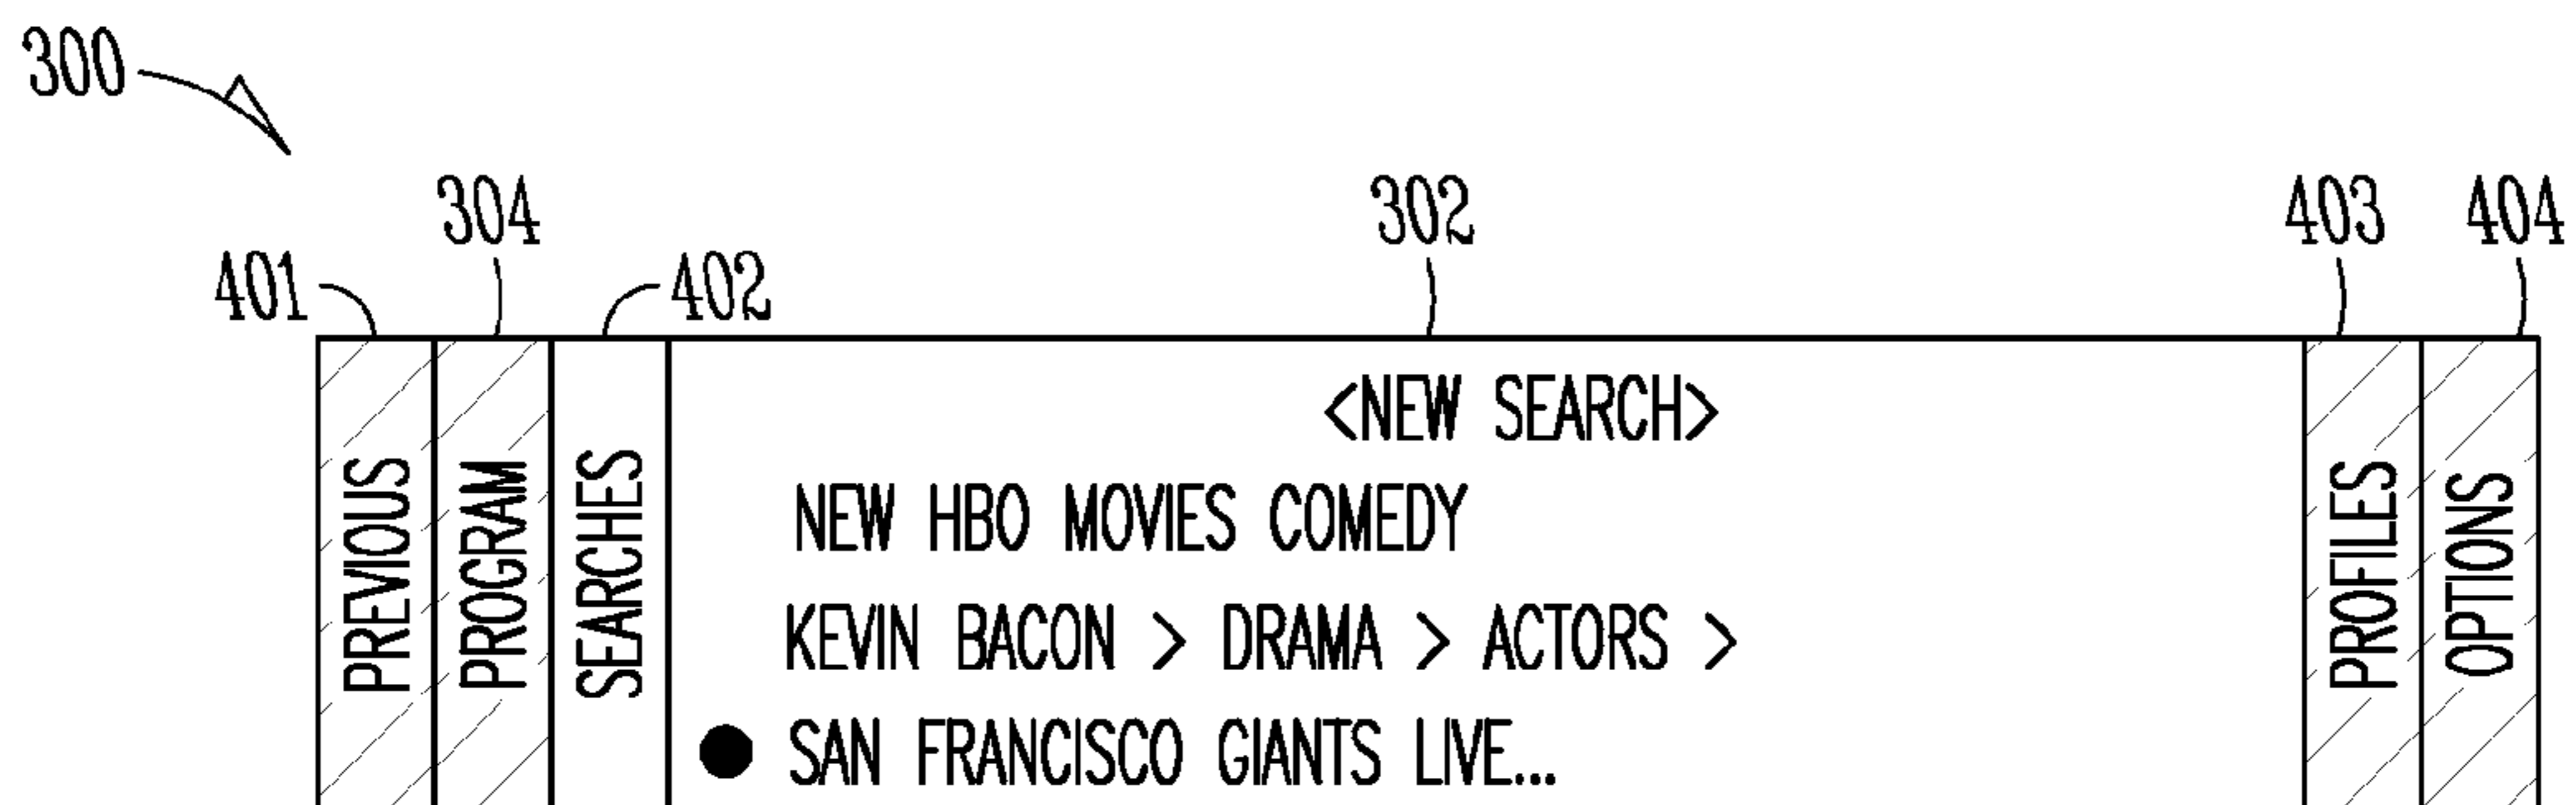 300
304
302
403
404
401
402
<NEW SEARCH>
NEW HBO MOVIES COMEDY
KEVIN BACON > DRAMA > ACTORS >
● SAN FRANCISCO GIANTS LIVE...
PREVIOUS
PROGRAM
SEARCHES
PROFILES
OPTIONS